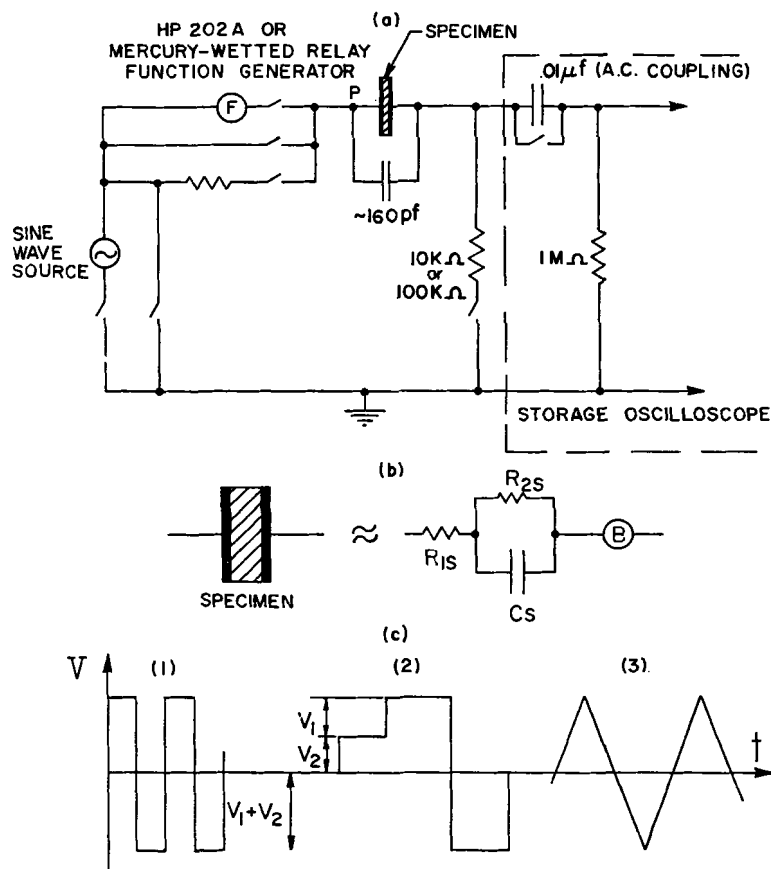 (a)
HP 202A OR
MERCURY-WETTED RELAY
FUNCTION GENERATOR
SPECIMEN
.01μf (A.C. COUPLING)
F
P
~160pf
SINE
WAVE
SOURCE
10KΩ
or
100KΩ
1MΩ
STORAGE OSCILLOSCOPE
(b)
R2S
R1S
B
CS
SPECIMEN
≈
(c)
V
(1)
(2)
(3).
V1
V2
t
V1+V2